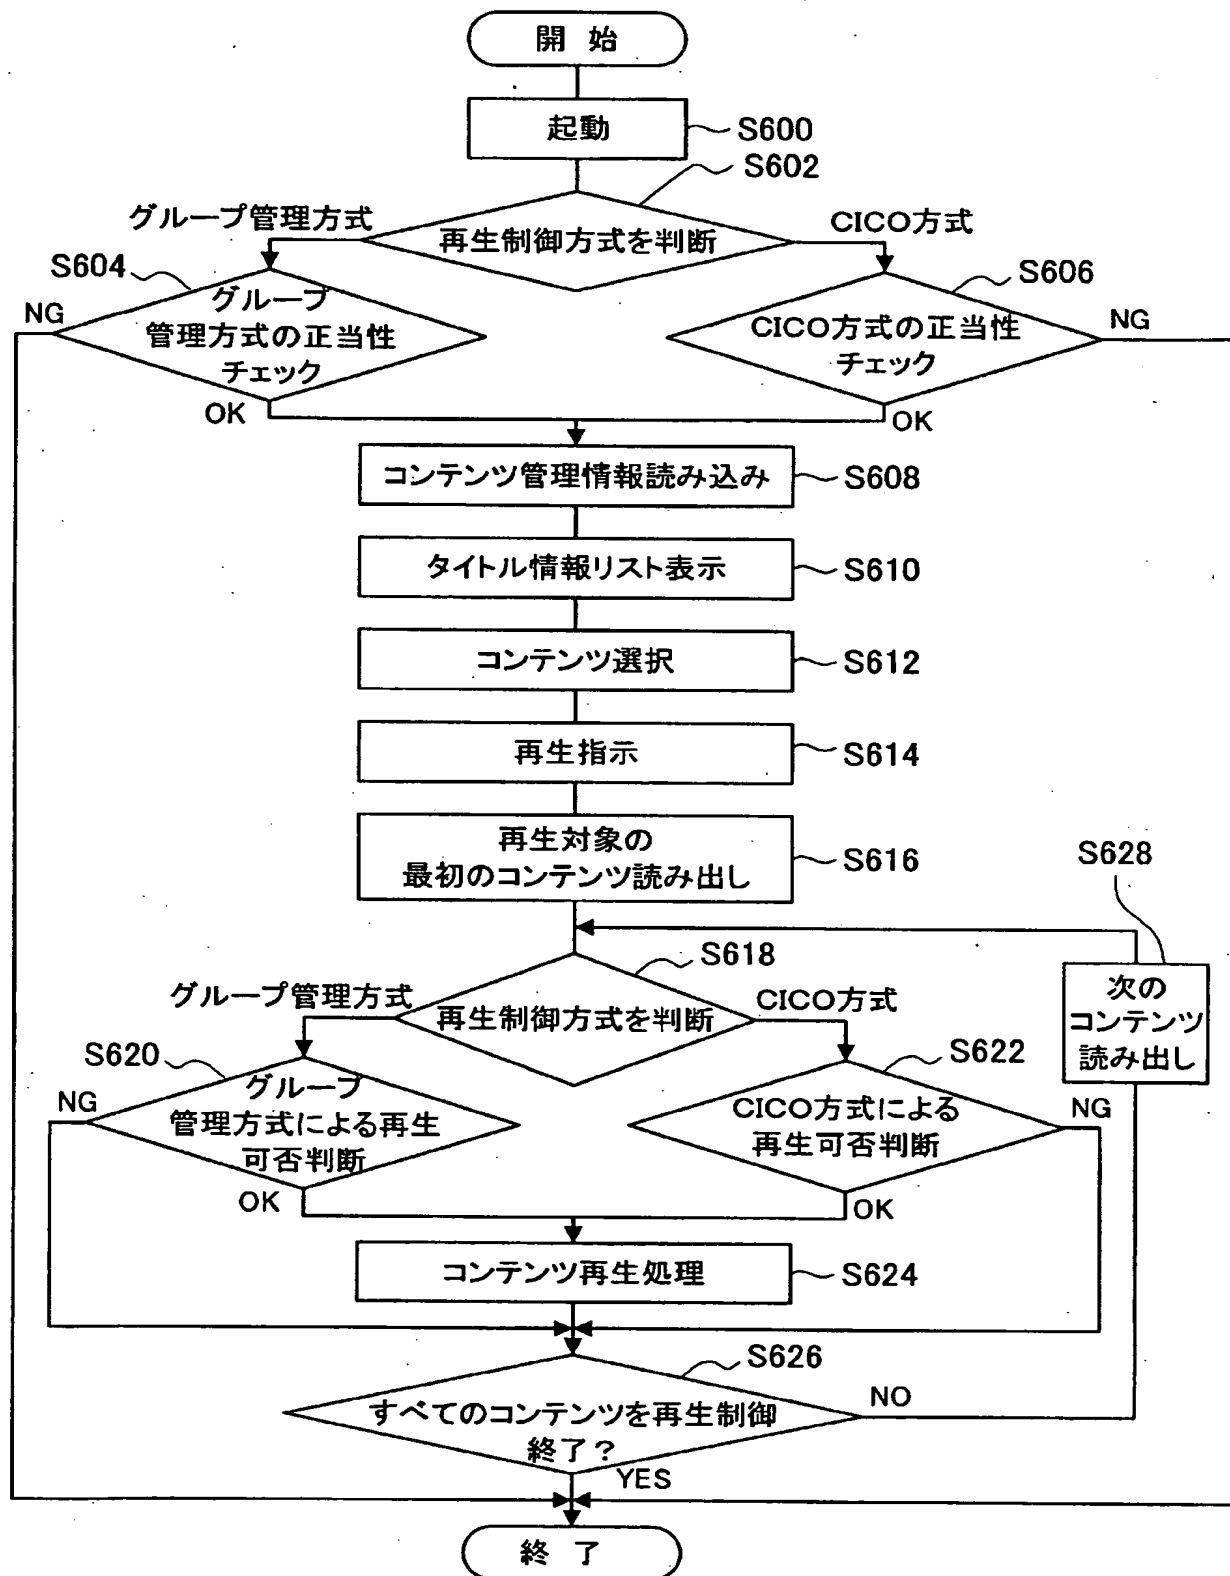 開 始
起動
S600
S602
グループ管理方式
再生制御方式を判断
CICO方式
S604
S606
NG
グループ
管理方式の正当性
チェック
CICO方式の正当性
チェック
NG
OK
OK
コンテンツ管理情報読み込み
S608
タイトル情報リスト表示
S610
コンテンツ選択
S612
再生指示
S614
再生対象の
最初のコンテンツ読み出し
S616
S628
S618
グループ管理方式
再生制御方式を判断
CICO方式
次の
コンテンツ
読み出し
S620
S622
NG
グループ
管理方式による再生
可否判断
CICO方式による
再生可否判断
NG
OK
OK
コンテンツ再生処理
S624
S626
すべてのコンテンツを再生制御
終了?
NO
YES
終 了